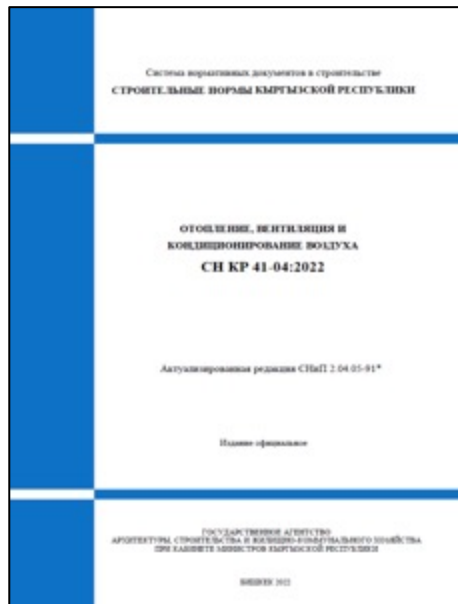 Система нормативных документов в строительстве
СТРОИТЕЛЬНЫЕ НОРМЫ КЫРГЫЗСКОЙ РЕСПУБЛИКИ
ОТОПЛЕНИЕ, ВЕНТИЛЯЦИЯ И
КОНДИЦИОНИРОВАНИЕ ВОЗДУХА
СН КР 41-04:2022
Актуализированная редакция СНиП 2.04.05-91*
Издание официальное
ГОСУДАРСТВЕННОЕ АГЕНТСТВО
АРХИТЕКТУРЫ, СТРОИТЕЛЬСТВА И ЖИЛИЩНО-КОММУНАЛЬНОГО ХОЗЯЙСТВА
ПРИ КАБИНЕТЕ МИНИСТРОВ КЫРГЫЗСКОЙ РЕСПУБЛИКИ
БИШКЕК 2022